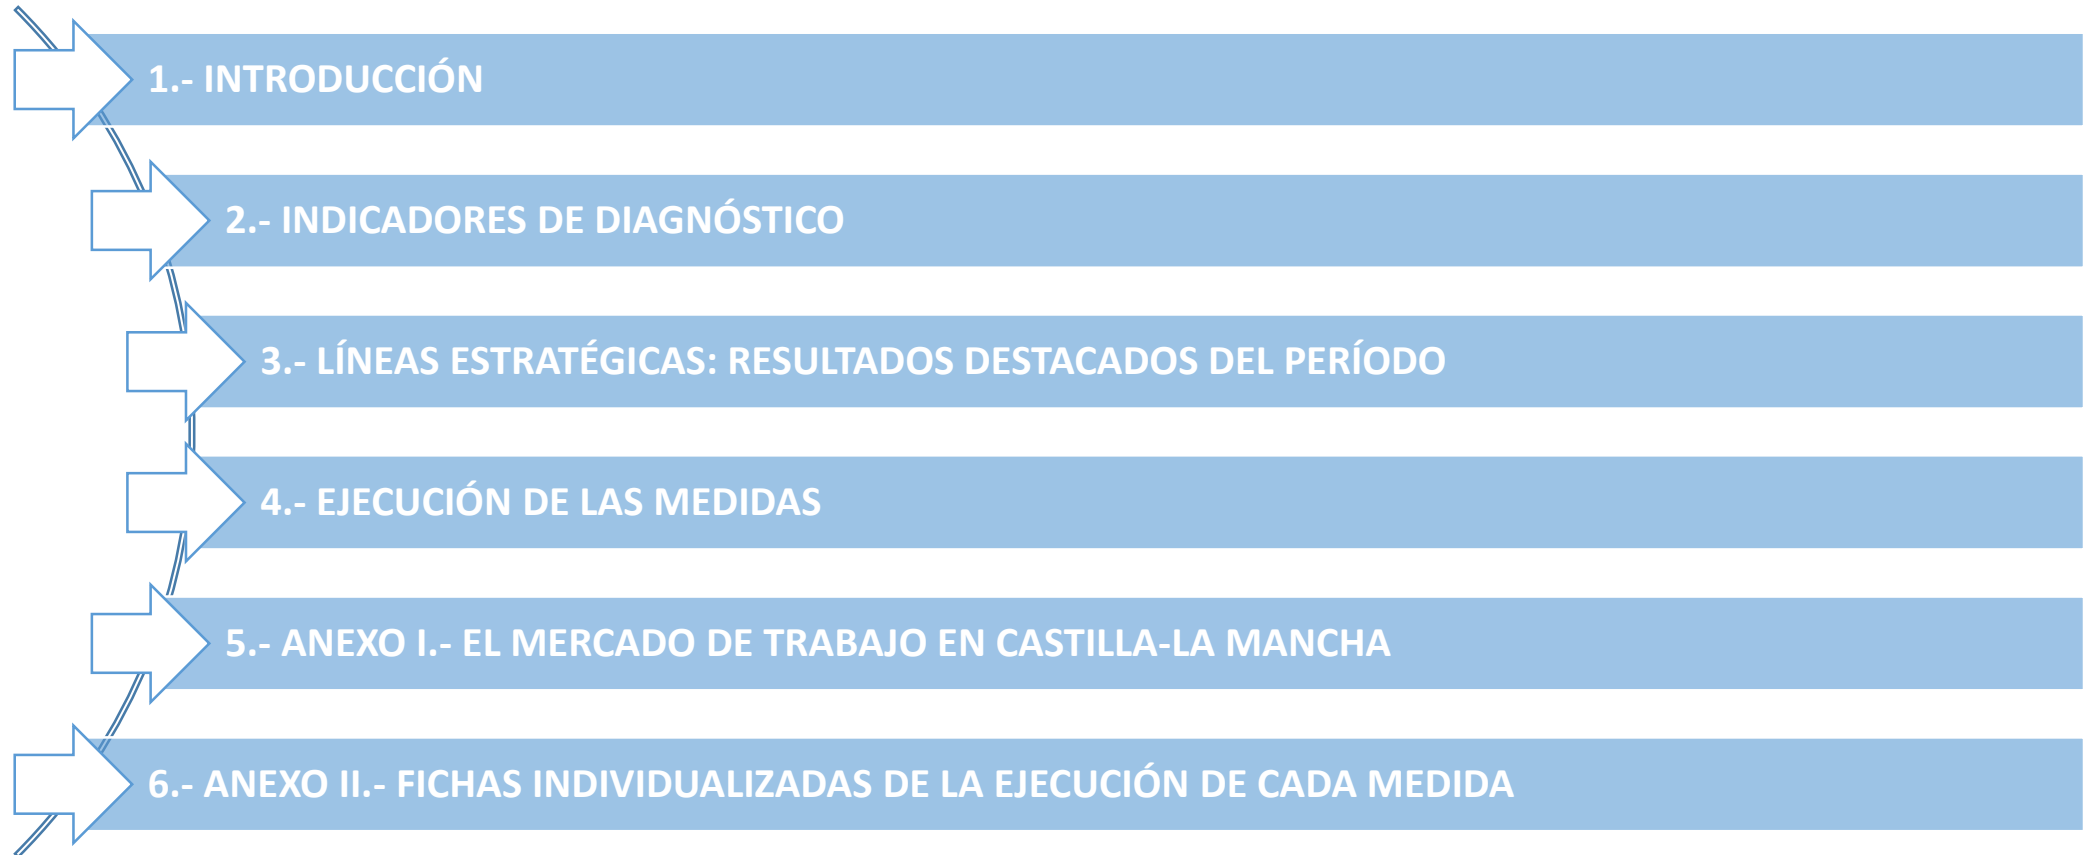 1.- INTRODUCCIÓN
2.- INDICADORES DE DIAGNÓSTICO
3.- LÍNEAS ESTRATÉGICAS: RESULTADOS DESTACADOS DEL PERÍODO
4.- EJECUCIÓN DE LAS MEDIDAS
5.- ANEXO I.- EL MERCADO DE TRABAJO EN CASTILLA-LA MANCHA
6.- ANEXO II.- FICHAS INDIVIDUALIZADAS DE LA EJECUCIÓN DE CADA MEDIDA